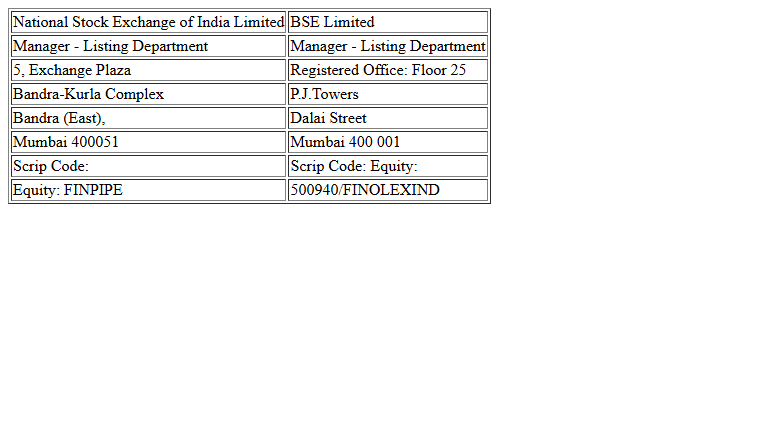 National Stock Exchange of India Limited BSE Limited
Manager - Listing Department Manager - Listing Department
5, Exchange Plaza Registered Office: Floor 25
Bandra-Kurla Complex P.J.Towers
Bandra (East), Dalai Street
Mumbai 400051 Mumbai 400 001
Scrip Code: Scrip Code: Equity:
Equity: FINPIPE 500940/FINOLEXIND